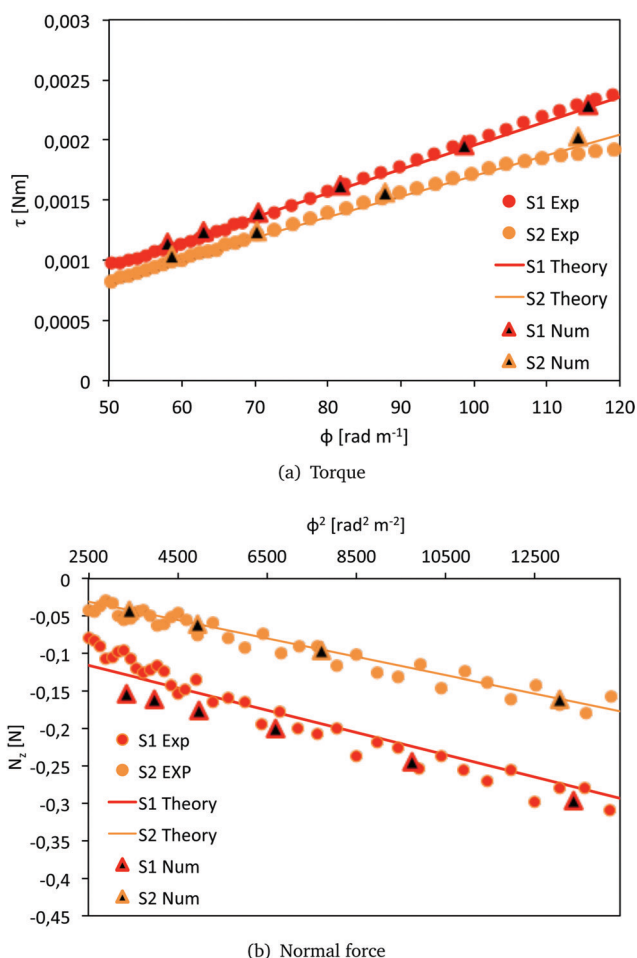 0,003
0,0025
0,002
0,0015
0,001
0,0005
0
τ [Nm]
S1 Exp
S2 Exp
S1 Theory
S2 Theory
S1 Num
S2 Num
50 60 70 80 90 100 110 120
ϕ [rad m⁻¹]
(a) Torque
ϕ² [rad² m⁻²]
2500 4500 6500 8500 10500 12500
0
-0,05
-0,1
-0,15
-0,2
-0,25
-0,3
-0,35
-0,4
-0,45
N_z [N]
S1 Exp
S2 EXP
S1 Theory
S2 Theory
S1 Num
S2 Num
(b) Normal force